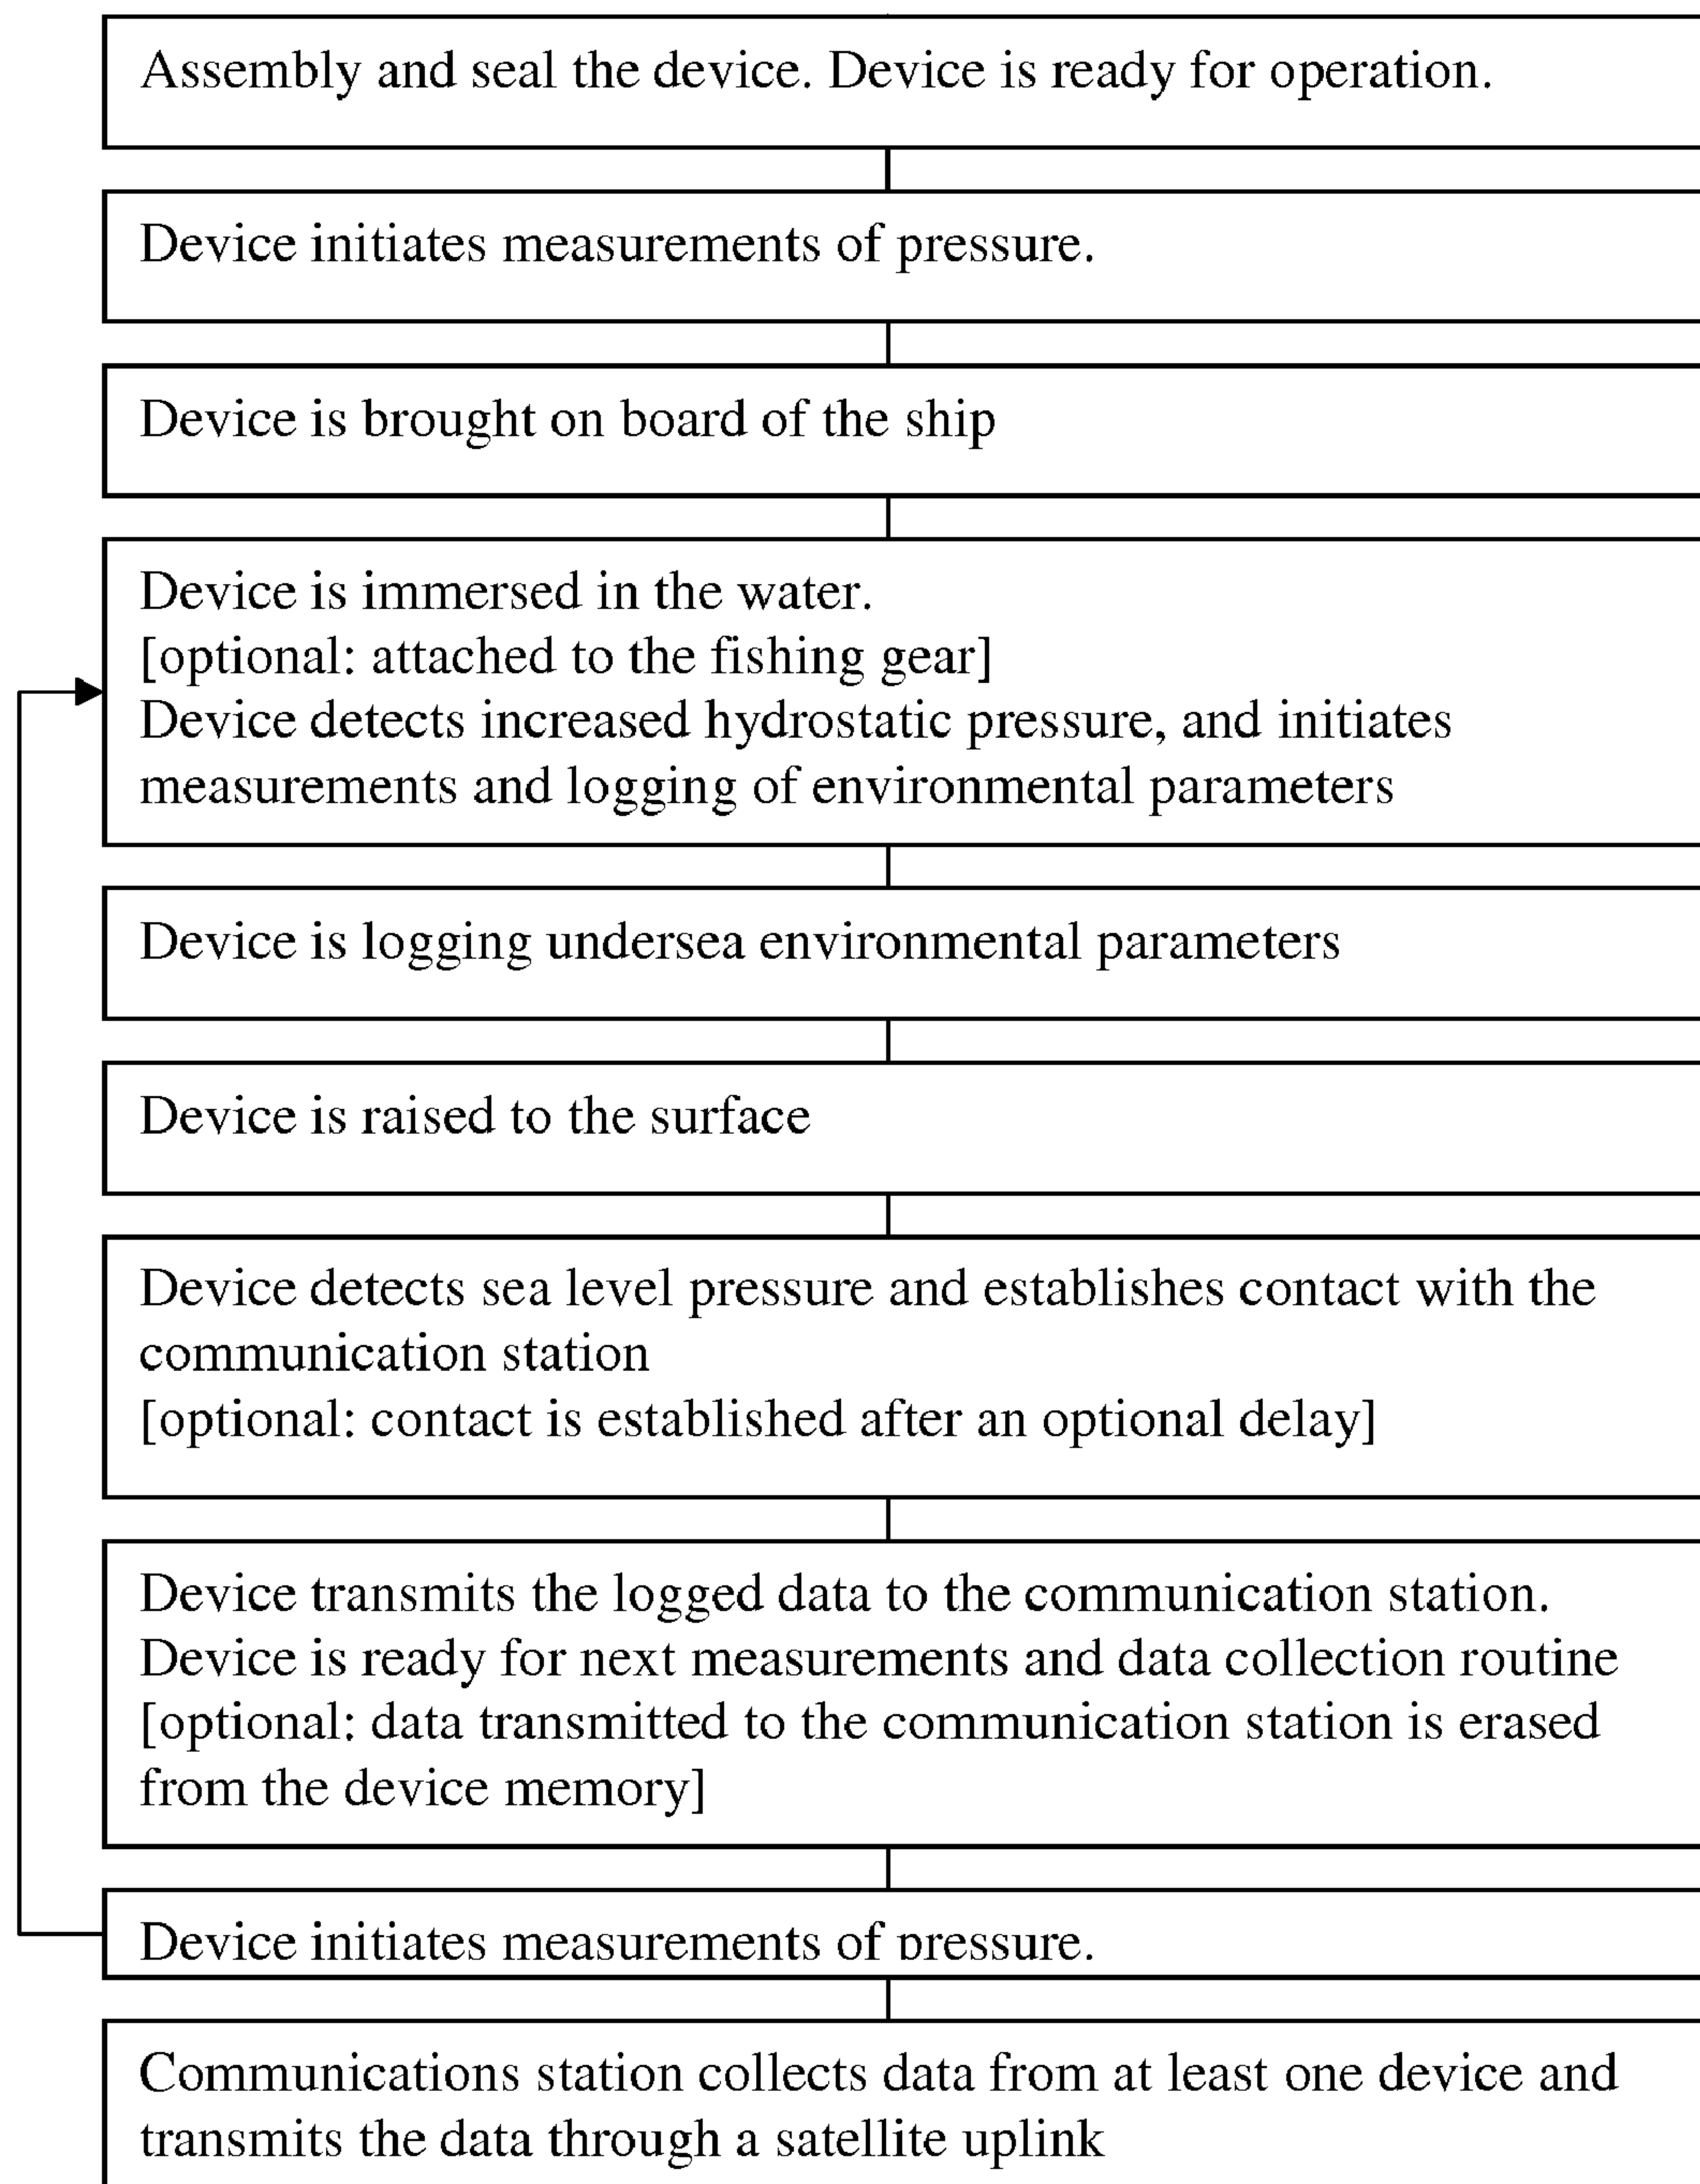 Assembly and seal the device. Device is ready for operation.
Device initiates measurements of pressure.
Device is brought on board of the ship
Device is immersed in the water.
[optional: attached to the fishing gear]
Device detects increased hydrostatic pressure, and initiates
measurements and logging of environmental parameters
Device is logging undersea environmental parameters
Device is raised to the surface
Device detects sea level pressure and establishes contact with the
communication station
[optional: contact is established after an optional delay]
Device transmits the logged data to the communication station.
Device is ready for next measurements and data collection routine
[optional: data transmitted to the communication station is erased
from the device memory]
Device initiates measurements of pressure.
Communications station collects data from at least one device and
transmits the data through a satellite uplink